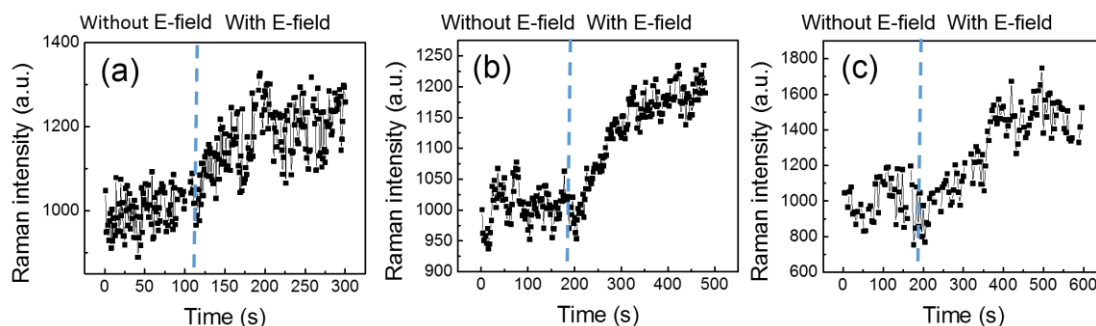 Without E-field With E-field
(a)
Raman intensity (a.u.)
1400
1200
1000
0 50 100 150 200 250 300
Time (s)
Without E-field With E-field
(b)
Raman intensity (a.u.)
1250
1200
1150
1100
1050
1000
950
900
0 100 200 300 400 500
Time (s)
Without E-field With E-field
(c)
Raman intensity (a.u.)
1800
1600
1400
1200
1000
800
600
0 100 200 300 400 500 600
Time (s)